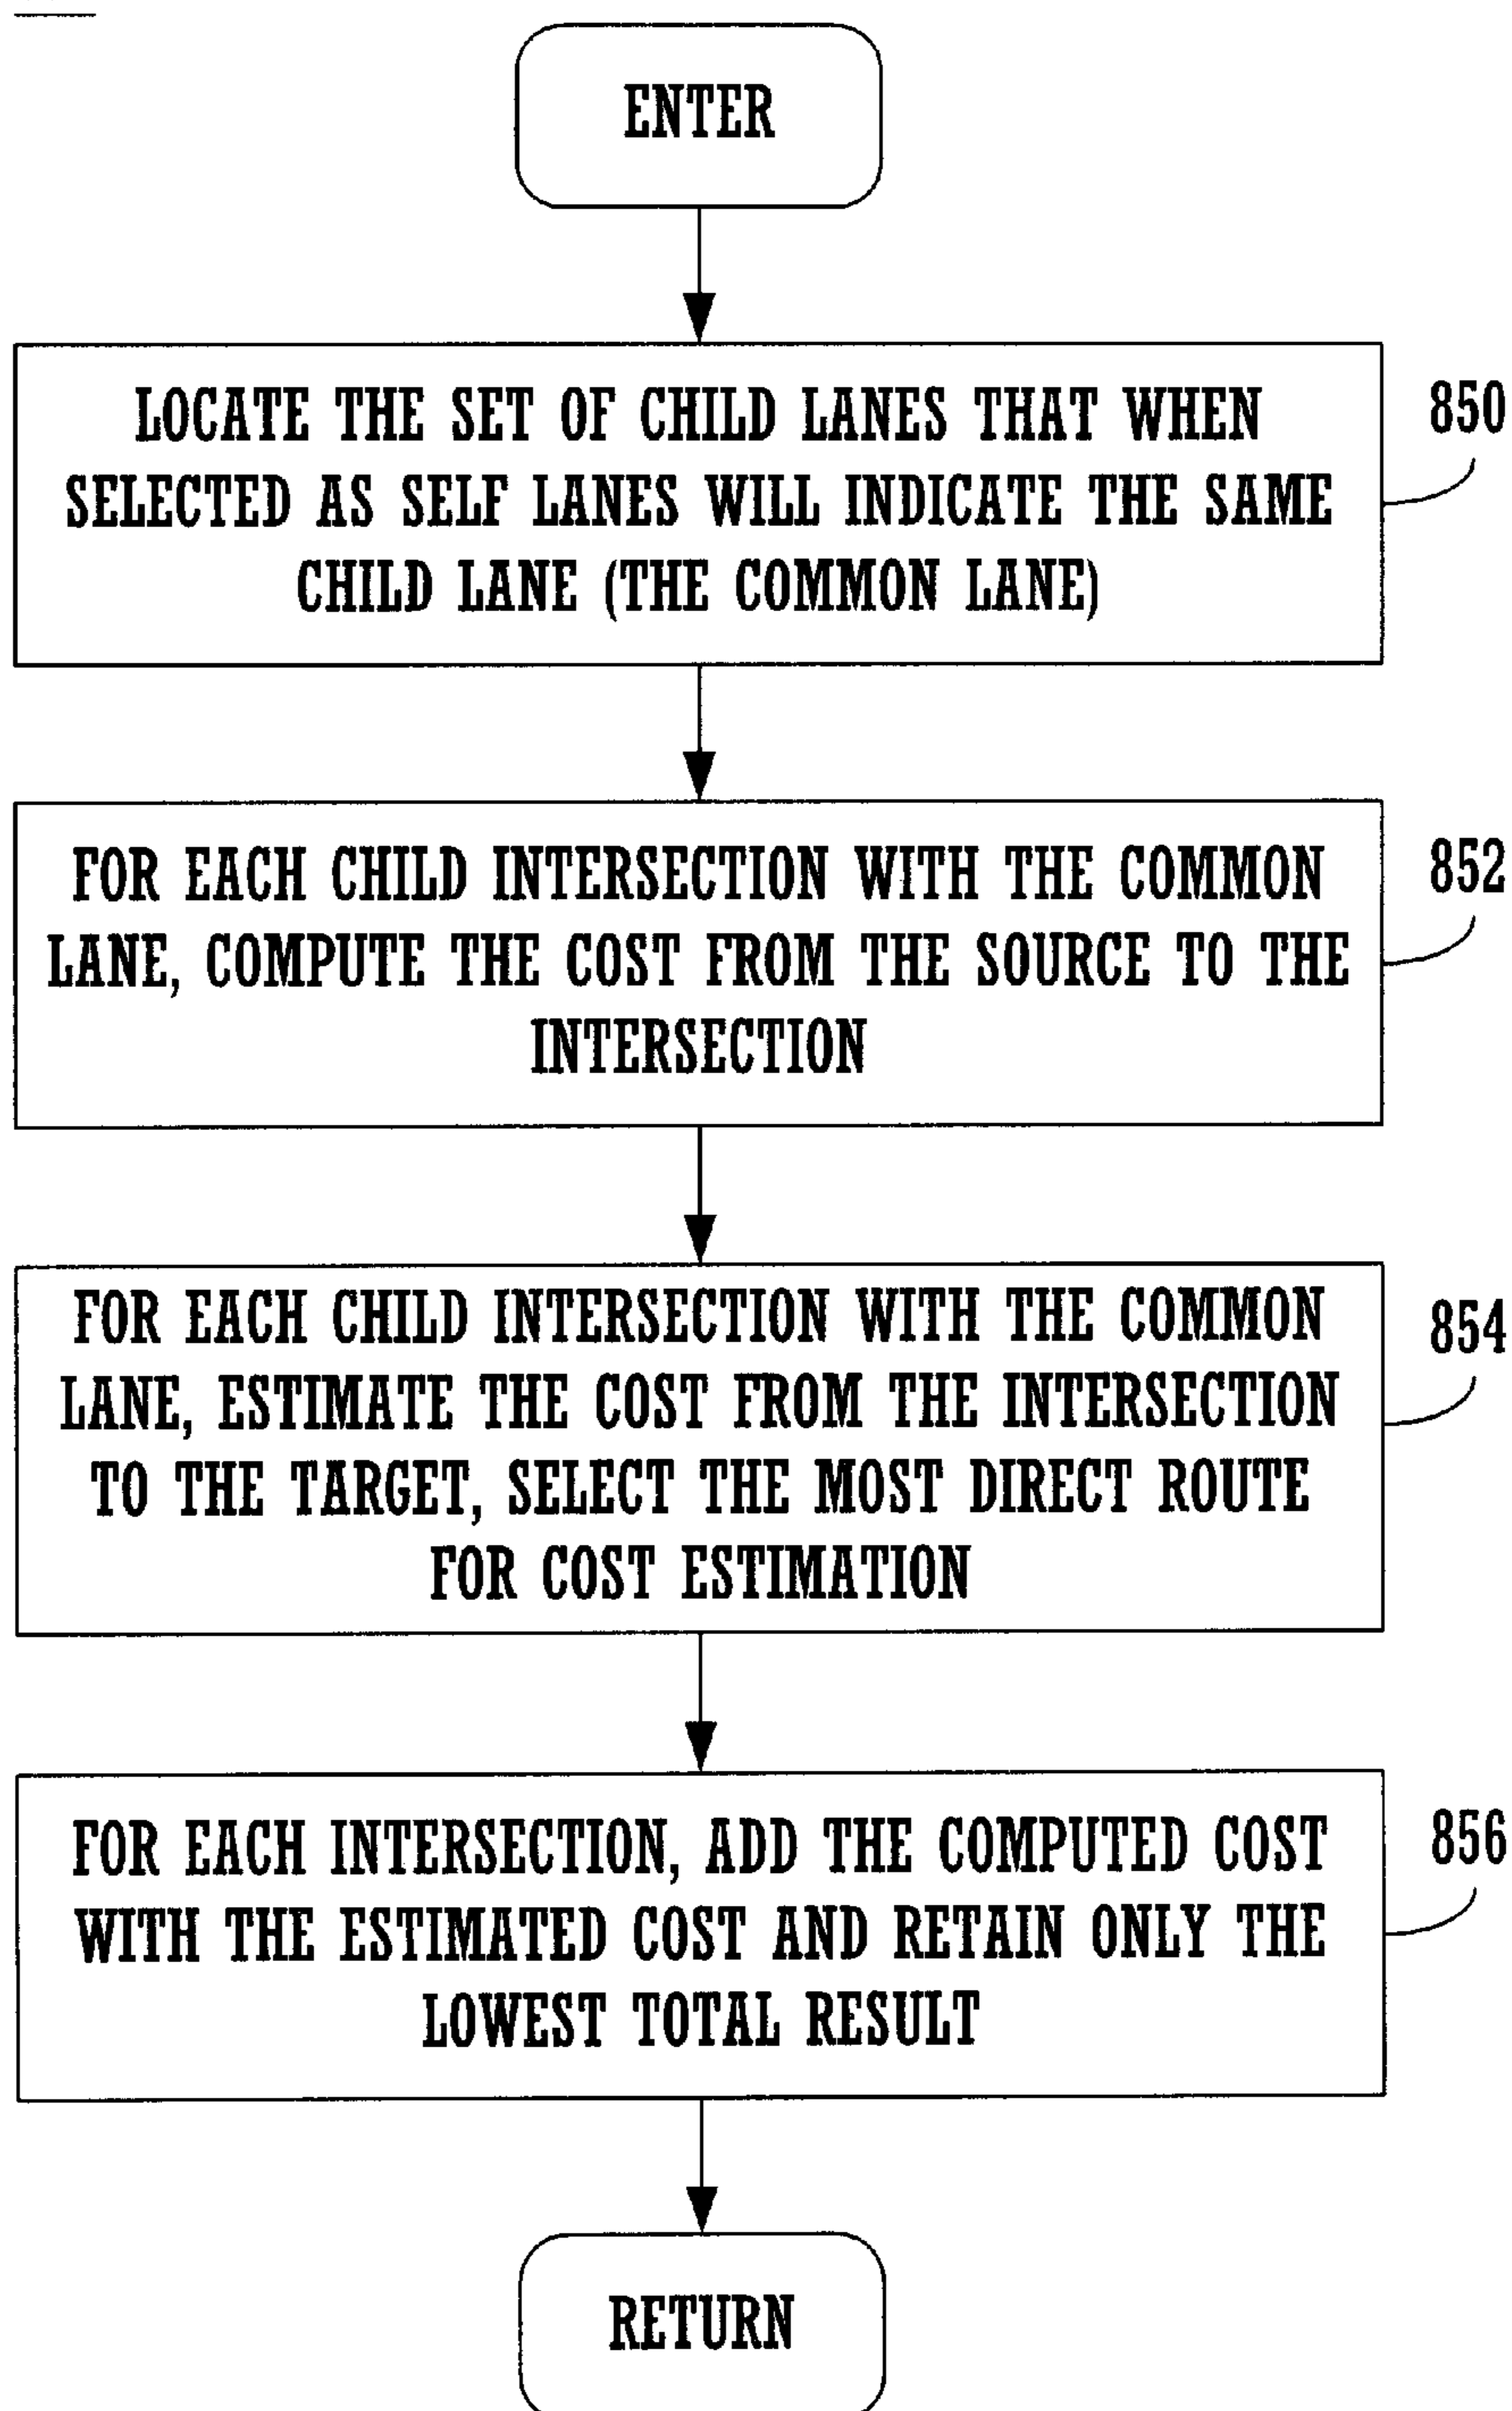 ENTER
LOCATE THE SET OF CHILD LANES THAT WHEN
SELECTED AS SELF LANES WILL INDICATE THE SAME
CHILD LANE (THE COMMON LANE)
850
FOR EACH CHILD INTERSECTION WITH THE COMMON
LANE, COMPUTE THE COST FROM THE SOURCE TO THE
INTERSECTION
852
FOR EACH CHILD INTERSECTION WITH THE COMMON
LANE, ESTIMATE THE COST FROM THE INTERSECTION
TO THE TARGET, SELECT THE MOST DIRECT ROUTE
FOR COST ESTIMATION
854
FOR EACH INTERSECTION, ADD THE COMPUTED COST
WITH THE ESTIMATED COST AND RETAIN ONLY THE
LOWEST TOTAL RESULT
856
RETURN